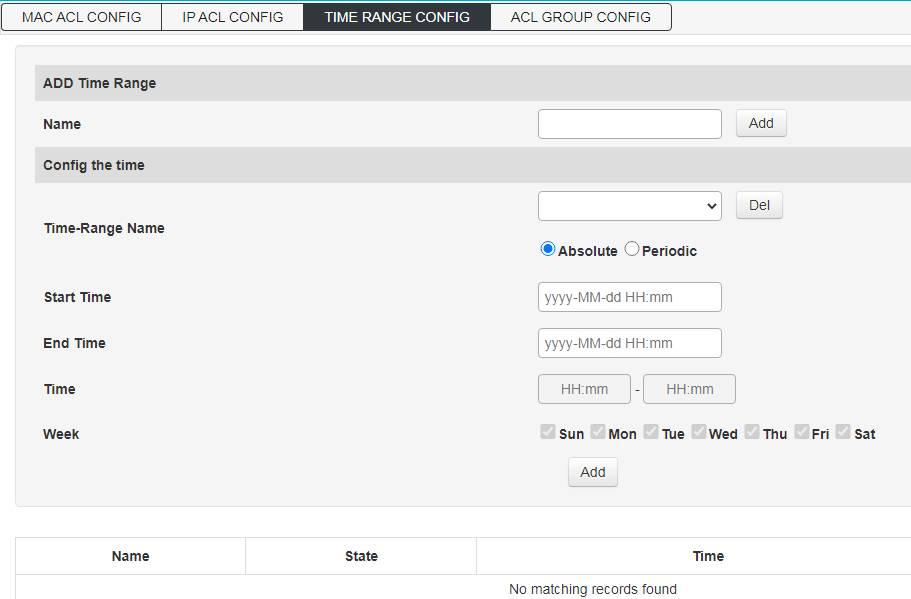 MAC ACL CONFIG IP ACL CONFIG TIME RANGE CONFIG ACL GROUP CONFIG
ADD Time Range
Name Add
Config the time
Time-Range Name Del
Absolute Periodic
Start Time yyyy-MM-dd HH:mm
End Time yyyy-MM-dd HH:mm
Time HH:mm - HH:mm
Week Sun Mon Tue Wed Thu Fri Sat
Add
Name State Time
No matching records found